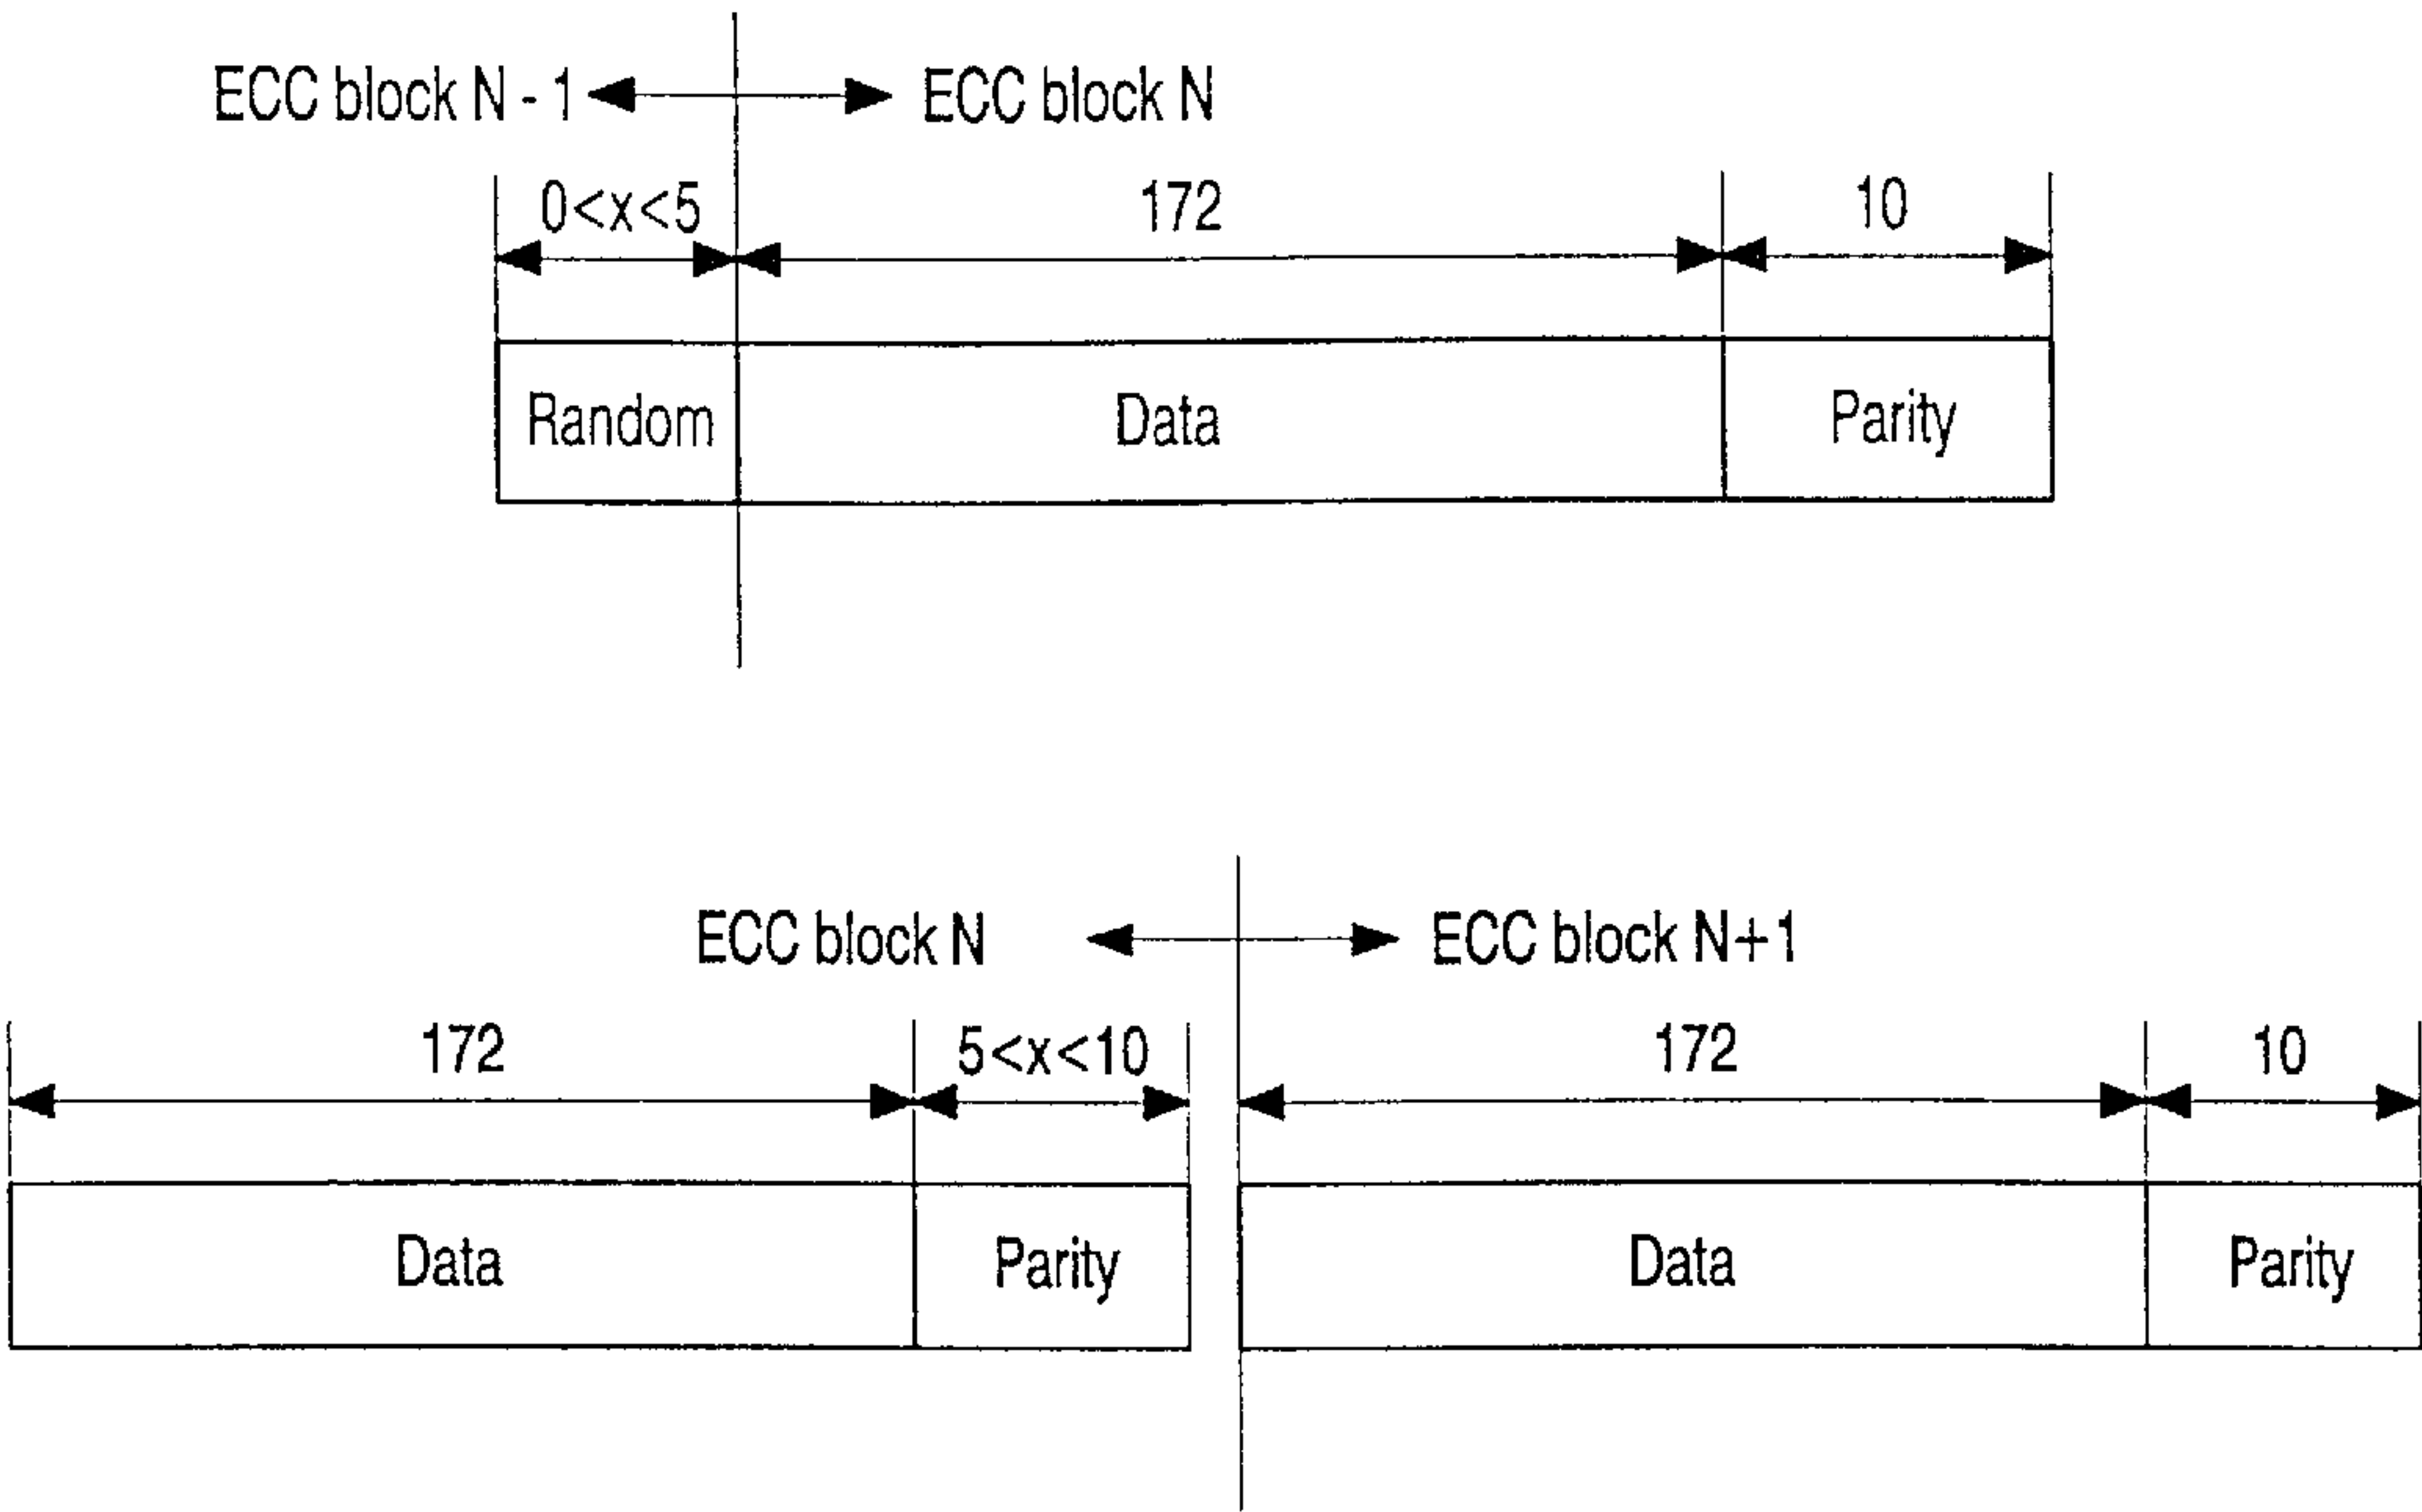 ECC block N - 1 ECC block N
0<x<5 172 10
Random Data Parity
ECC block N ECC block N+1
172 5<x<10 172 10
Data Parity Data Parity